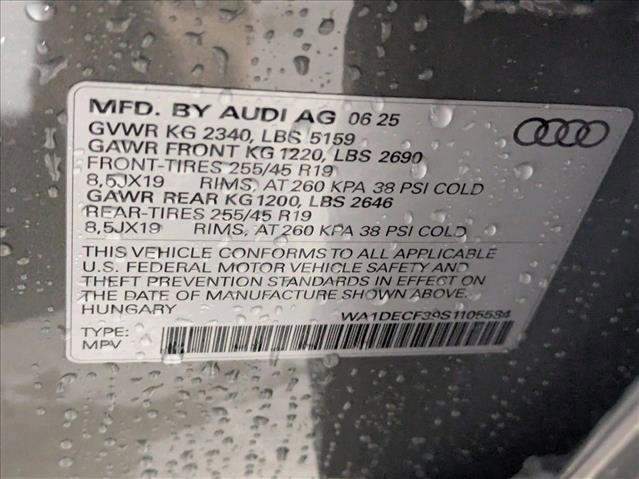 MFD. BY AUDI AG 06 25
GVWR KG 2340, LBS 5159
GAWR FRONT KG 1220, LBS 2690
FRONT-TIRES 255/45 R19
8,5JX19 RIMS, AT 260 KPA 38 PSI COLD
GAWR REAR KG 1200, LBS 2646
REAR-TIRES 255/45 R19
8,5JX19 RIMS, AT 260 KPA 38 PSI COLD
THIS VEHICLE CONFORMS TO ALL APPLICABLE
U.S. FEDERAL MOTOR VEHICLE SAFETY AND
THEFT PREVENTION STANDARDS IN EFFECT ON
THE DATE OF MANUFACTURE SHOWN ABOVE.
HUNGARY
WA1DECF39S1105584
TYPE:
MPV